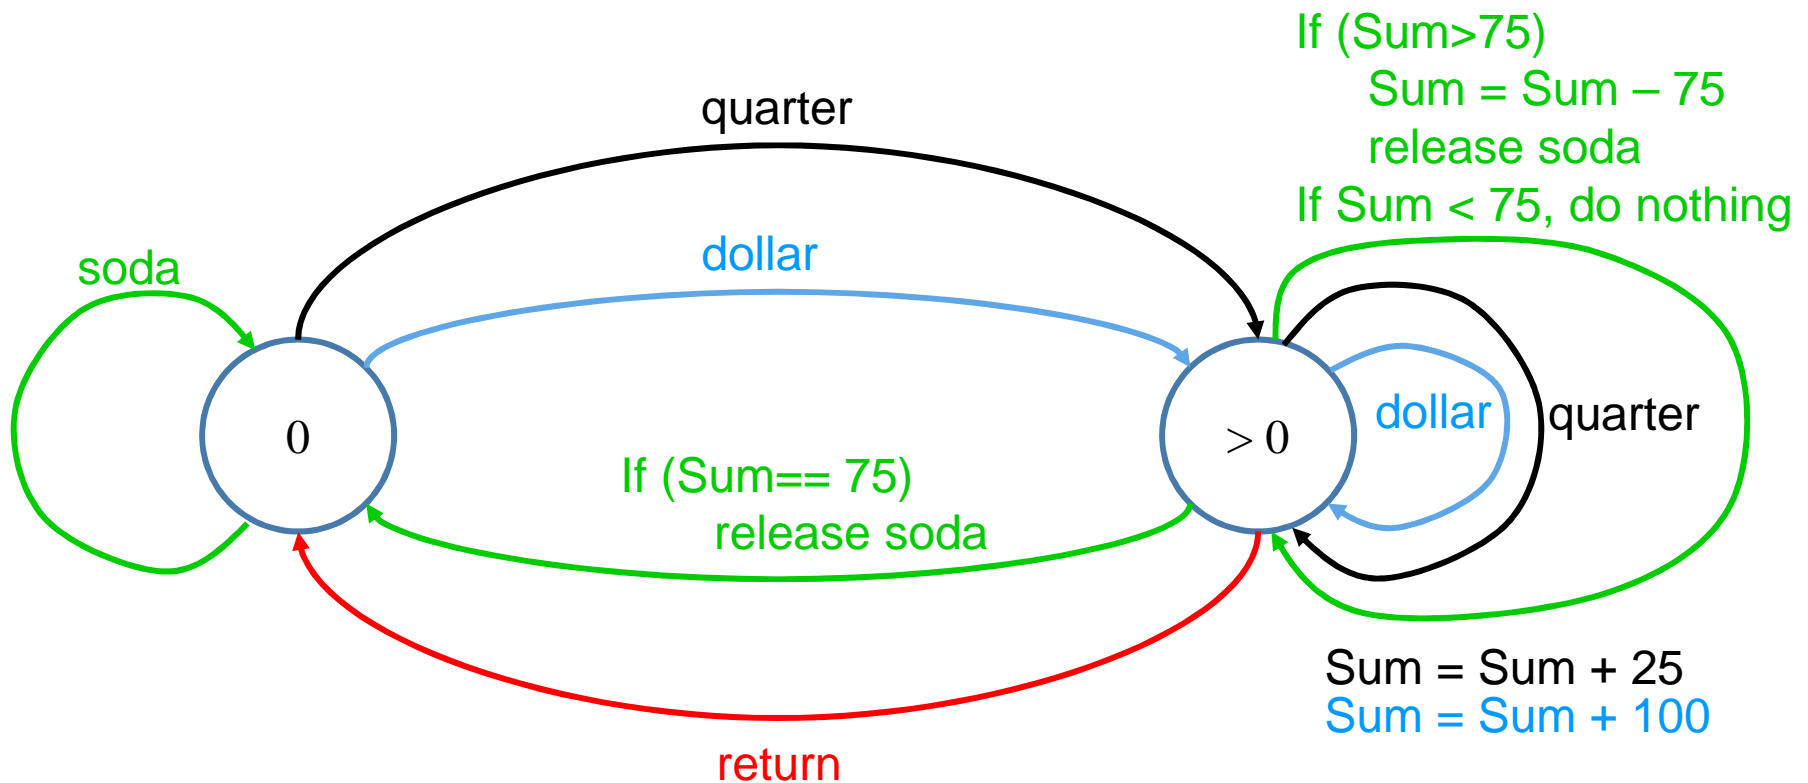 If (Sum>75)
Sum = Sum – 75
release soda
If Sum < 75, do nothing
quarter
dollar
soda
0
> 0
dollar
quarter
If (Sum== 75)
release soda
Sum = Sum + 25
Sum = Sum + 100
return